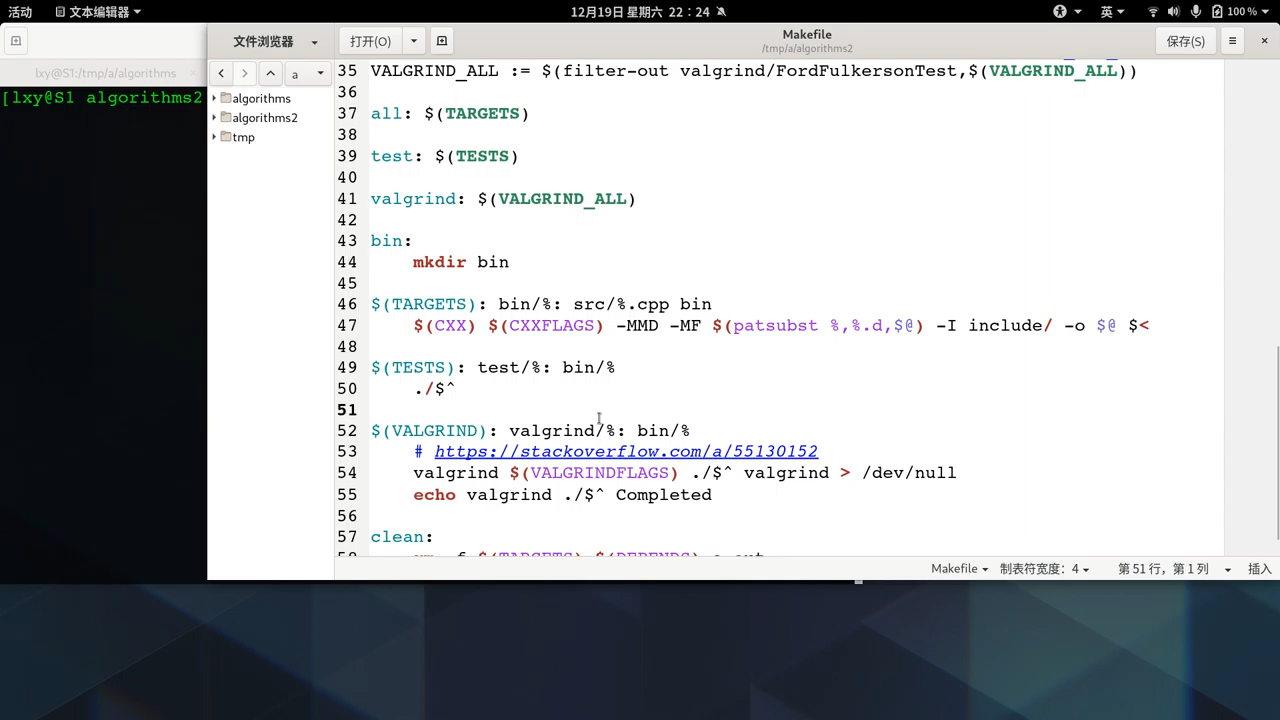 活动 文本编辑器 12月19日 星期六 22：24 英 100 %
文件浏览器 打开(O) Makefile 保存(S)
/tmp/a/algorithms2
lxy@S1:/tmp/a/algorithms
a
[lxy@S1 algorithms2
algorithms
algorithms2
tmp
35 VALGRIND_ALL := $(filter-out valgrind/FordFulkersonTest,$(VALGRIND_ALL))
36
37 all: $(TARGETS)
38
39 test: $(TESTS)
40
41 valgrind: $(VALGRIND_ALL)
42
43 bin:
44 mkdir bin
45
46 $(TARGETS): bin/%: src/%.cpp bin
47 $(CXX) $(CXXFLAGS) -MMD -MF $(patsubst %,%.d,$@) -I include/ -o $@ $<
48
49 $(TESTS): test/%: bin/%
50 ./$^
51
52 $(VALGRIND): valgrind/%: bin/%
53 # https://stackoverflow.com/a/55130152
54 valgrind $(VALGRINDFLAGS) ./$^ valgrind > /dev/null
55 echo valgrind ./$^ Completed
56
57 clean:
Makefile 制表符宽度：4 第 51 行，第 1 列 插入